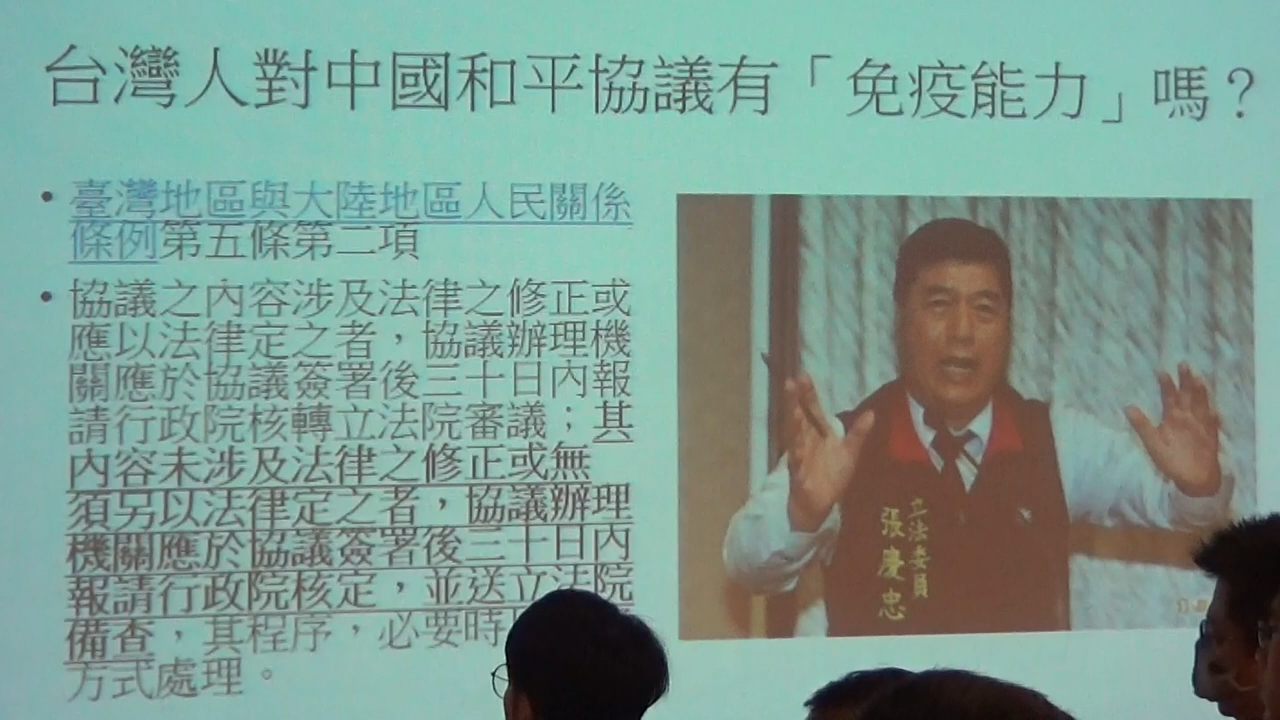 台灣人對中國和平協議有「免疫能力」嗎?
• 臺灣地區與大陸地區人民關係
條例第五條第二項
• 協議之內容涉及法律之修正或
應以法律定之者,協議辦理機
關應於協議簽署後三十日內報
請行政院核轉立法院審議;其
內容未涉及法律之修正或無
須另以法律定之者,協議辦理
機關應於協議簽署後三十日內
報請行政院核定,並送立法院
備查,其程序,必要時
方式處理。
立法委員
張慶忠